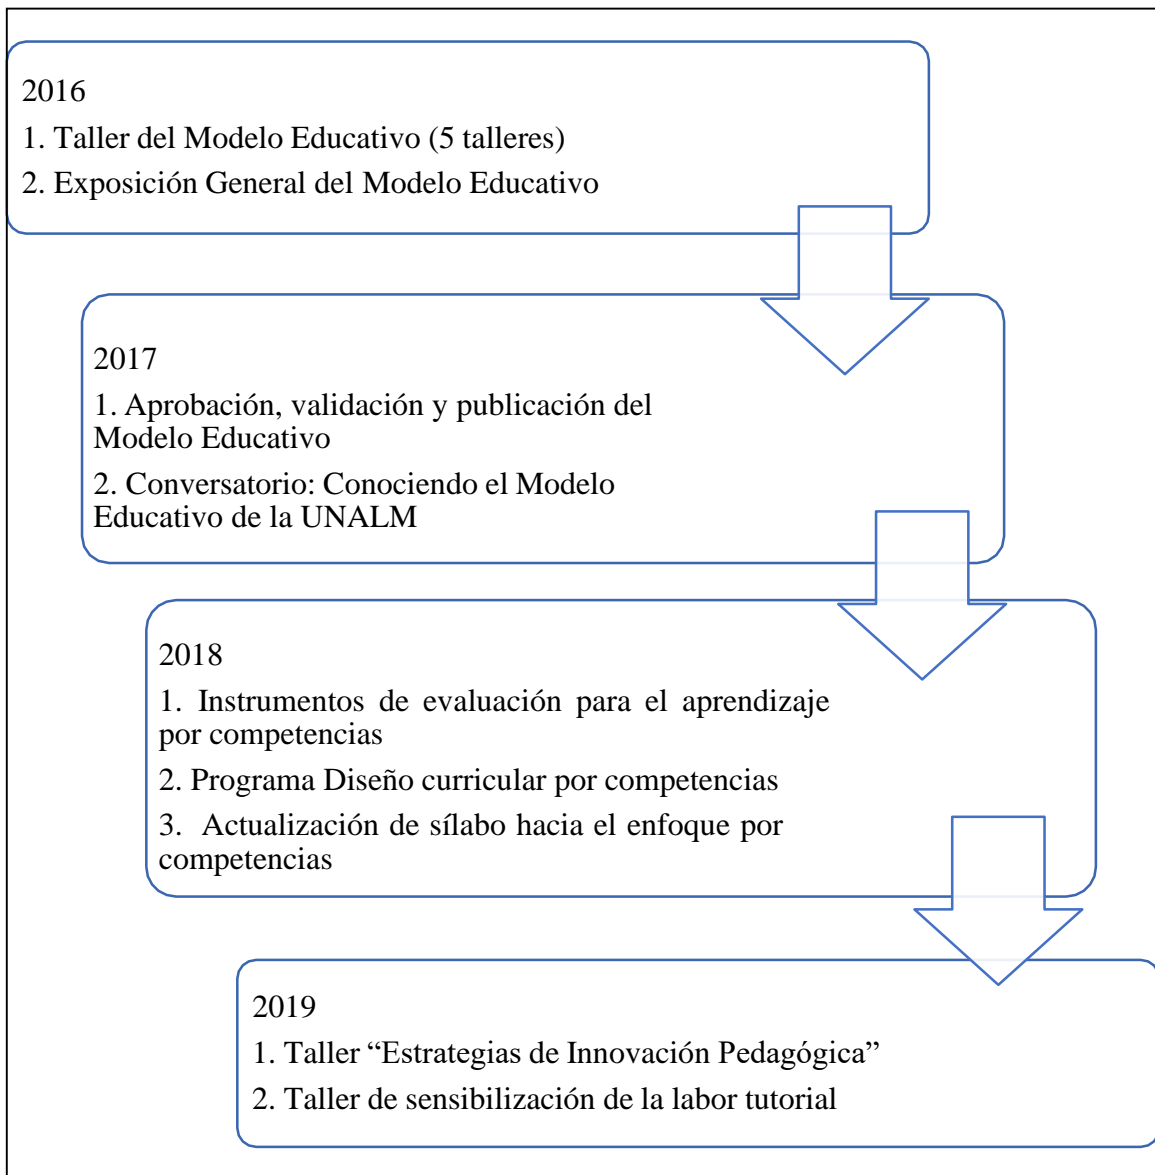 2016
1. Taller del Modelo Educativo (5 talleres)
2. Exposición General del Modelo Educativo
2017
1. Aprobación, validación y publicación del
Modelo Educativo
2. Conversatorio: Conociendo el Modelo
Educativo de la UNALM
2018
1. Instrumentos de evaluación para el aprendizaje
por competencias
2. Programa Diseño curricular por competencias
3. Actualización de sílabo hacia el enfoque por
competencias
2019
1. Taller “Estrategias de Innovación Pedagógica”
2. Taller de sensibilización de la labor tutorial